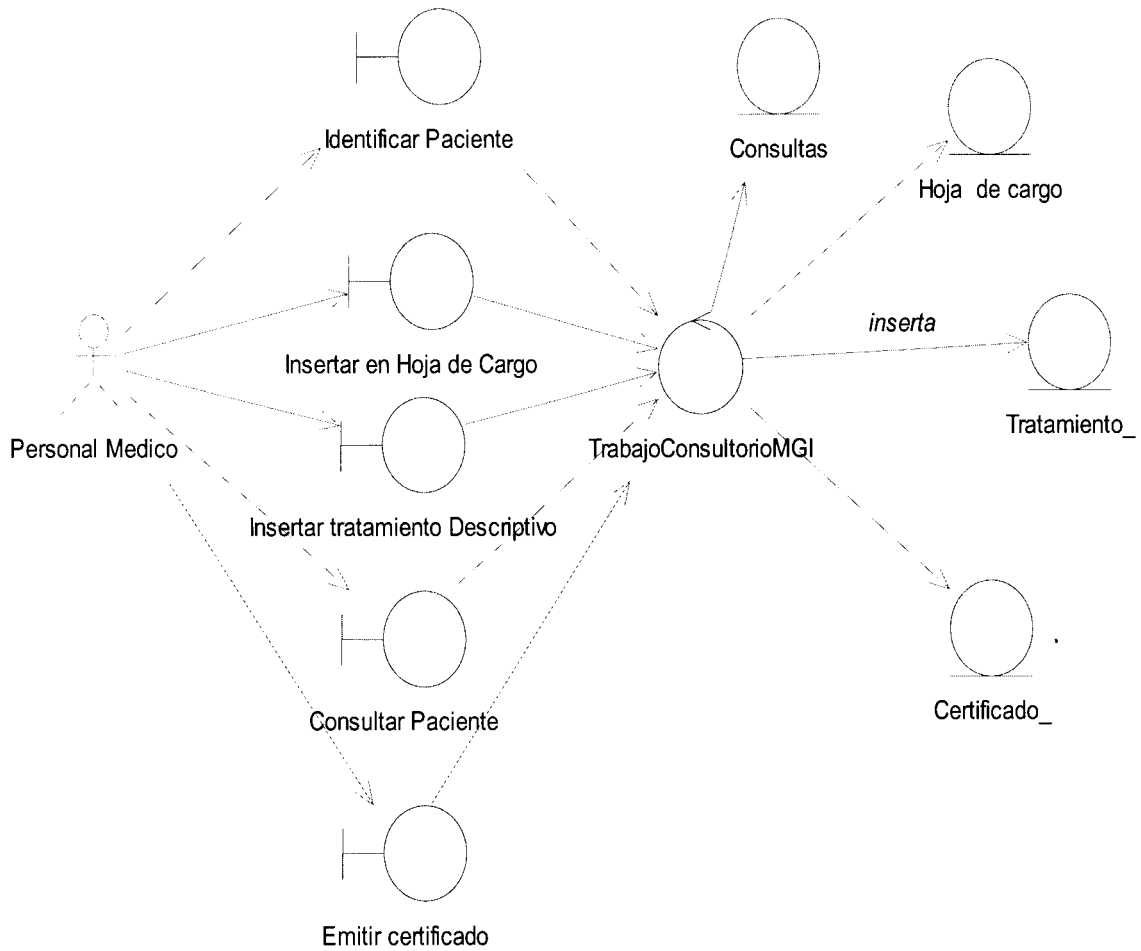 Identificar Paciente
Consultas
Hoja de cargo
Insertar en Hoja de Cargo
inserta
Tratamiento_
Personal Medico
TrabajoConsultorioMGI
Insertar tratamiento Descriptivo
Consultar Paciente
Certificado_
Emitir certificado